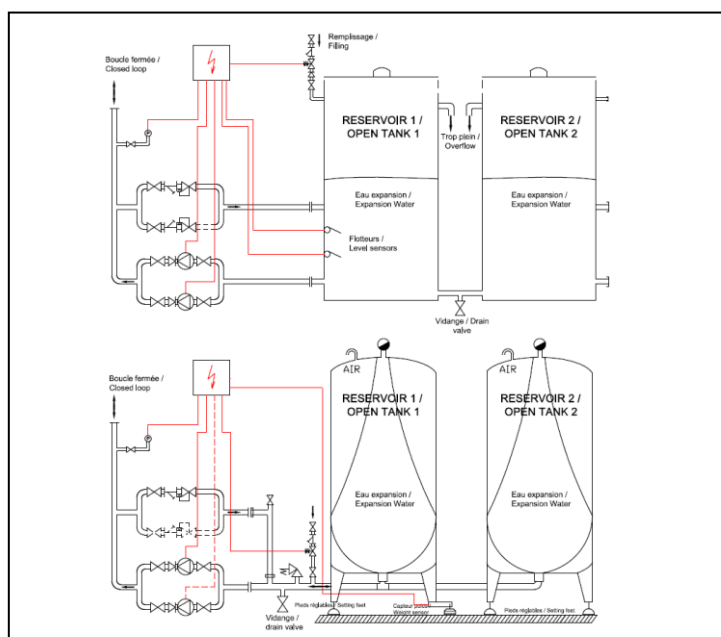 Remplissage /
Filling
Boucle fermée /
Closed loop
RESERVOIR 1 /
OPEN TANK 1
RESERVOIR 2 /
OPEN TANK 2
Trop plein /
Overflow
Eau expansion /
Expansion Water
Eau expansion /
Expansion Water
Flotteurs /
Level sensors
Vidange / Drain
valve
Boucle fermée /
Closed loop
AIR
AIR
RESERVOIR 1 /
OPEN TANK 1
RESERVOIR 2 /
OPEN TANK 2
Eau expansion /
Expansion Water
Eau expansion /
Expansion Water
Pieds réglables / Setting feet
Capteur poids /
Weight sensor
Pieds réglables / Setting feet
Vidange /
drain valve